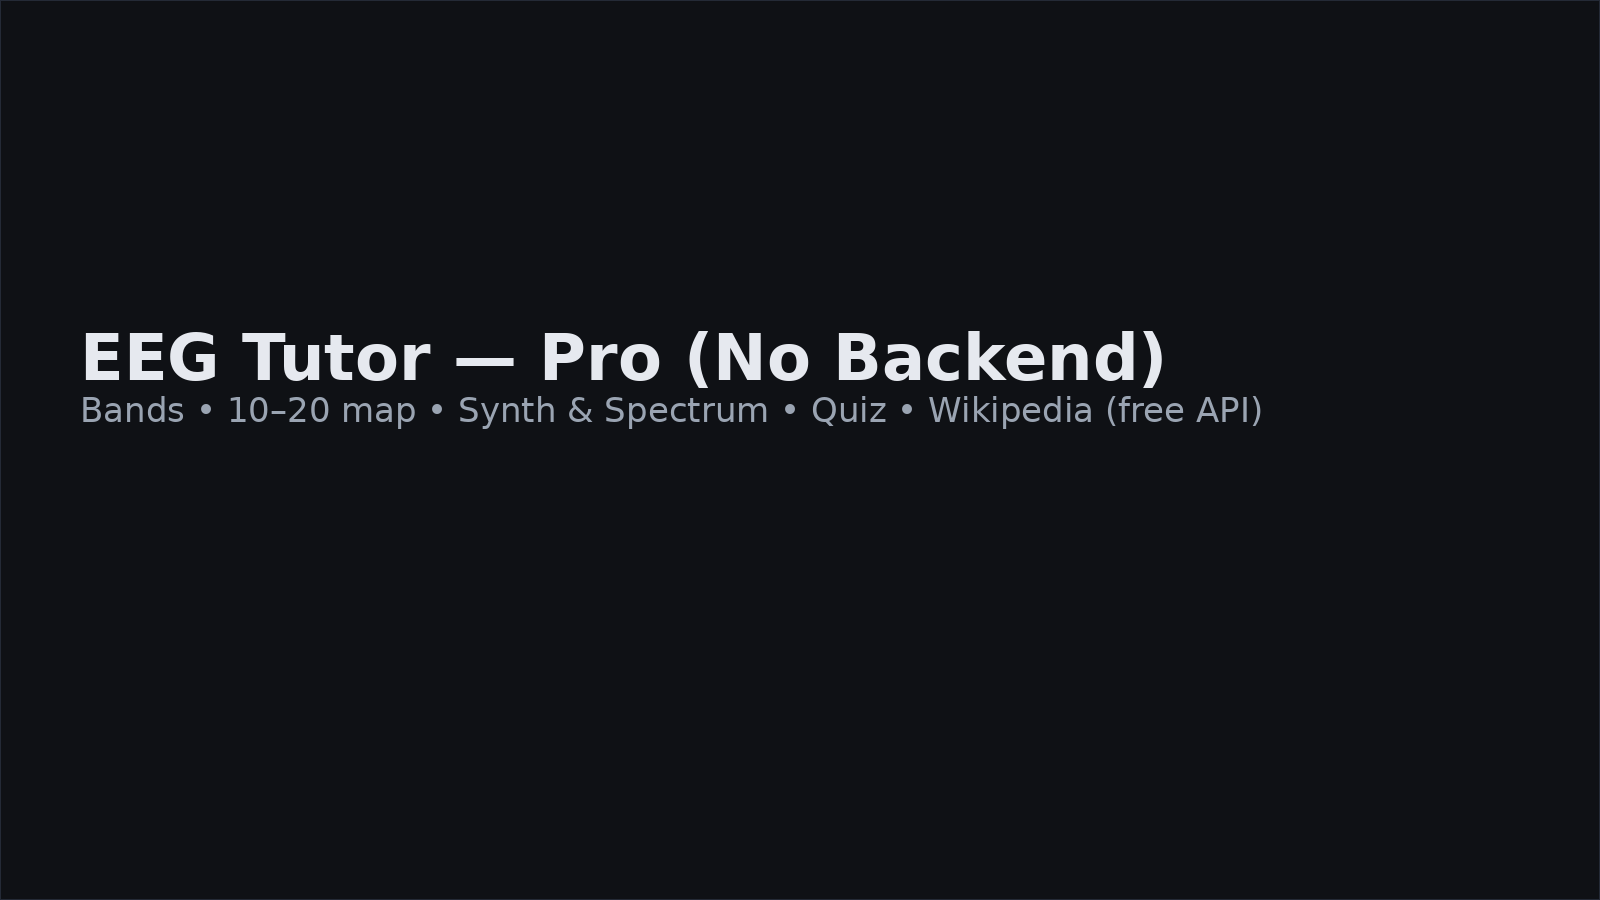 EEG Tutor — Pro (No Backend)
Bands • 10–20 map • Synth & Spectrum • Quiz • Wikipedia (free API)